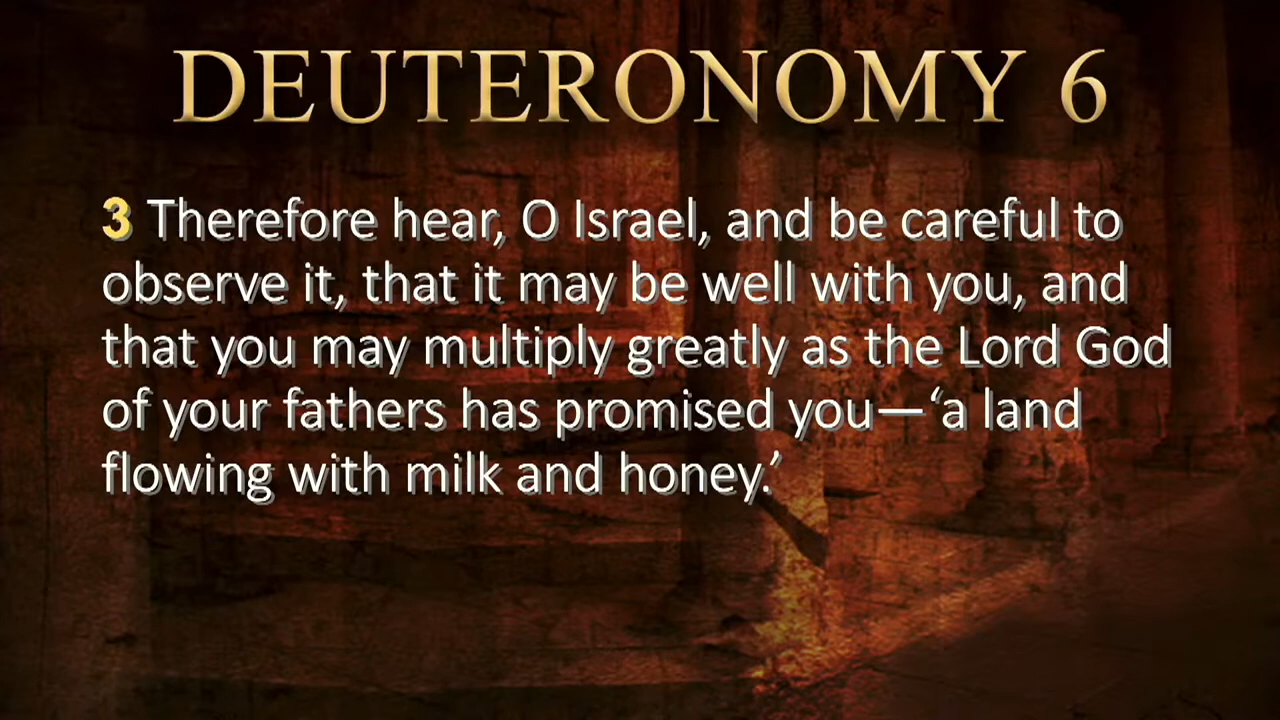 DEUTERONOMY 6
3 Therefore hear, O Israel, and be careful to
observe it, that it may be well with you, and
that you may multiply greatly as the Lord God
of your fathers has promised you—‘a land
flowing with milk and honey.’